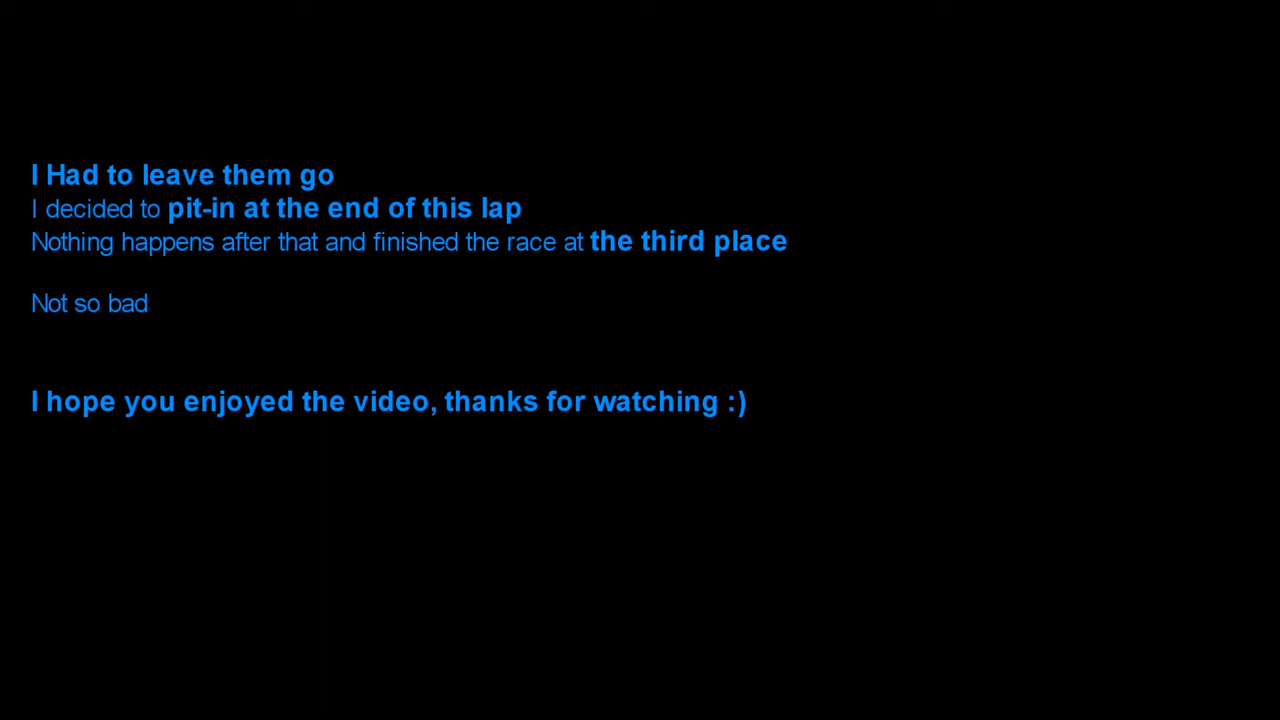 I Had to leave them go
I decided to pit-in at the end of this lap
Nothing happens after that and finished the race at the third place
Not so bad
I hope you enjoyed the video, thanks for watching :)